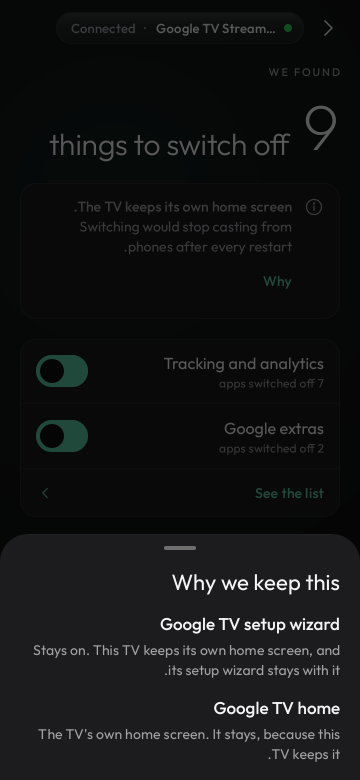 Connected · Google TV Stream...
WE FOUND
9
things to switch off
.The TV keeps its own home screen
Switching would stop casting from
.phones after every restart
Why
Tracking and analytics
apps switched off 7
Google extras
apps switched off 2
See the list
Why we keep this
Google TV setup wizard
Stays on. This TV keeps its own home screen, and
.its setup wizard stays with it
Google TV home
The TV's own home screen. It stays, because this
.TV keeps it